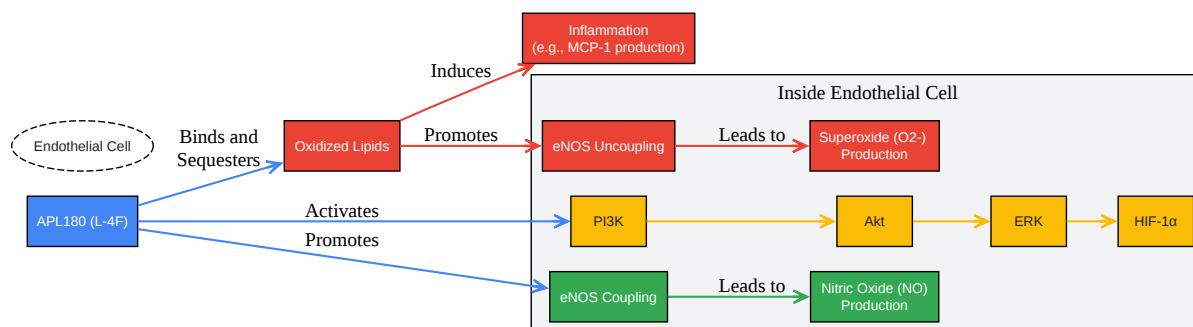 Inflammation
(e.g., MCP-1 production)
Induces
Inside Endothelial Cell
Endothelial Cell
Binds and
Sequesters
Oxidized Lipids
Promotes
eNOS Uncoupling
Leads to
Superoxide (O2-)
Production
APL180 (L-4F)
Activates
PI3K
Akt
ERK
HIF-1α
Promotes
eNOS Coupling
Leads to
Nitric Oxide (NO)
Production